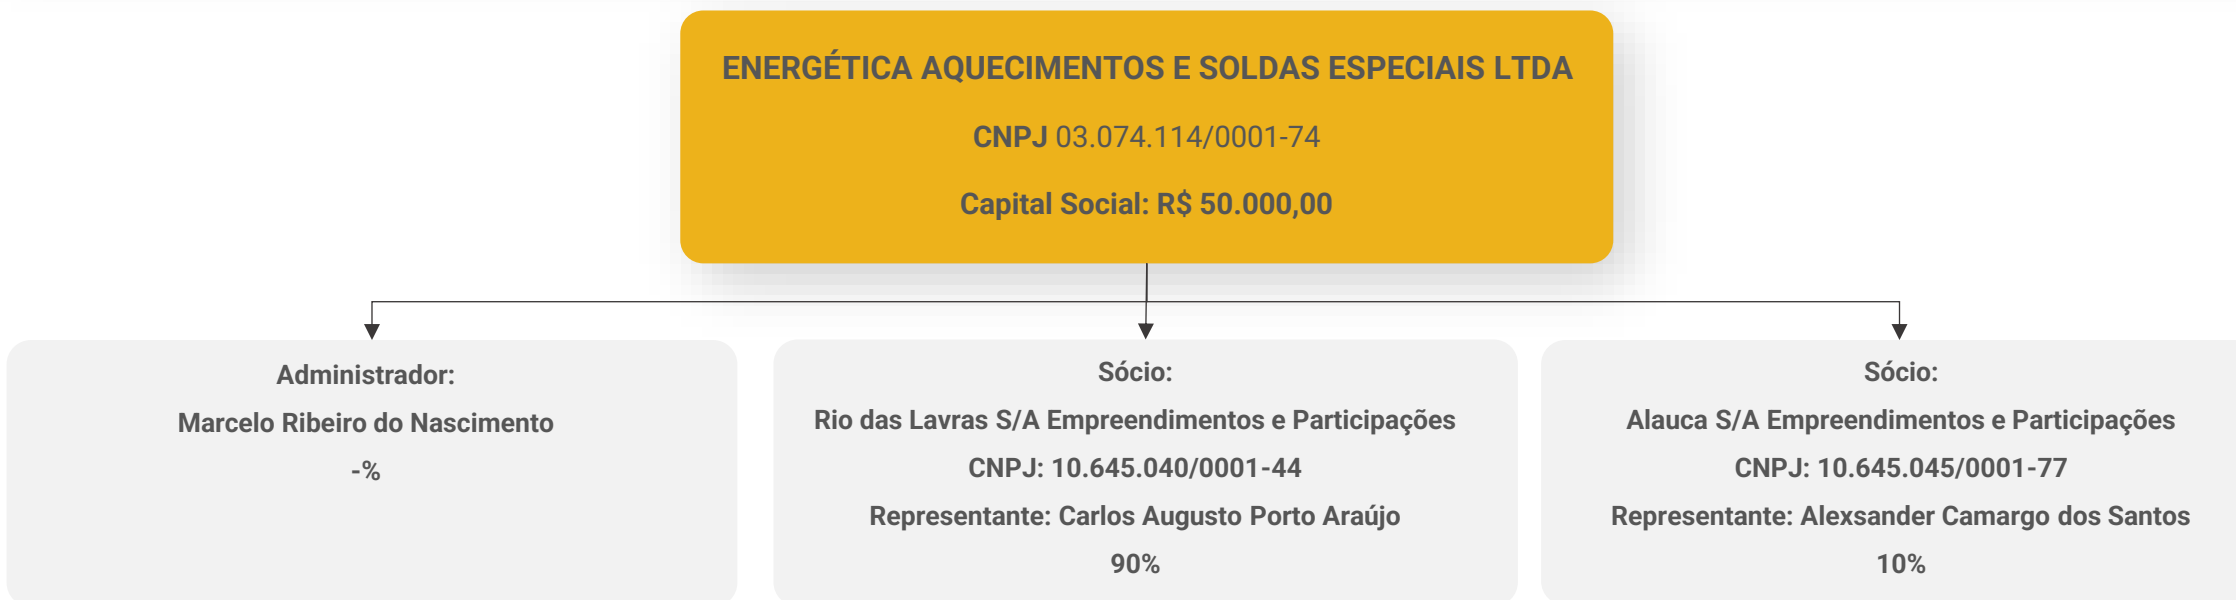 ENERGÉTICA AQUECIMENTOS E SOLDAS ESPECIAIS LTDA
CNPJ 03.074.114/0001-74
Capital Social: R$ 50.000,00
Administrador:
Marcelo Ribeiro do Nascimento
-%
Sócio:
Rio das Lavras S/A Empreendimentos e Participações
CNPJ: 10.645.040/0001-44
Representante: Carlos Augusto Porto Araújo
90%
Sócio:
Alauca S/A Empreendimentos e Participações
CNPJ: 10.645.045/0001-77
Representante: Alexsander Camargo dos Santos
10%